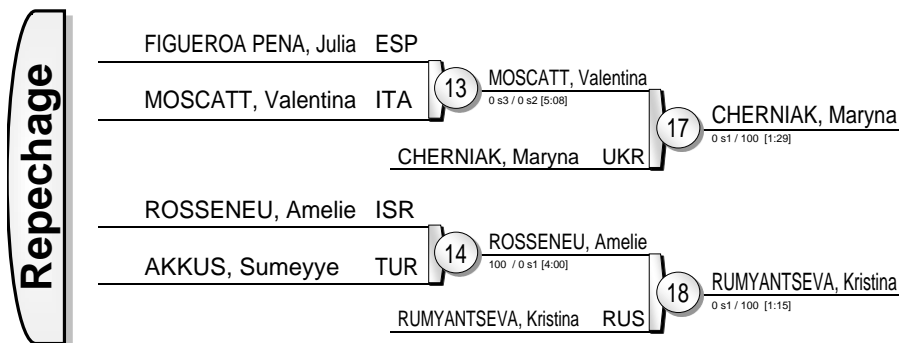 Repechage
FIGUEROA PENA, Julia ESP
MOSCATT, Valentina ITA
13
MOSCATT, Valentina
0 s3 / 0 s2 [5:08]
CHERNIAK, Maryna UKR
17
CHERNIAK, Maryna
0 s1 / 100 [1:29]
ROSSENEU, Amelie ISR
AKKUS, Sumeyye TUR
14
ROSSENEU, Amelie
100 / 0 s1 [4:00]
RUMYANTSEVA, Kristina RUS
18
RUMYANTSEVA, Kristina
0 s1 / 100 [1:15]